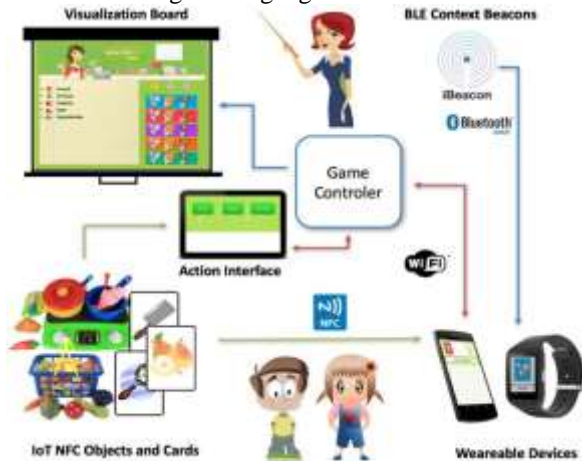 Visualization Board
BLE Context Beacons
iBeacon
Bluetooth
Game
Controler
Action Interface
WiFi
NFC
IoT NFC Objects and Cards
Weareable Devices